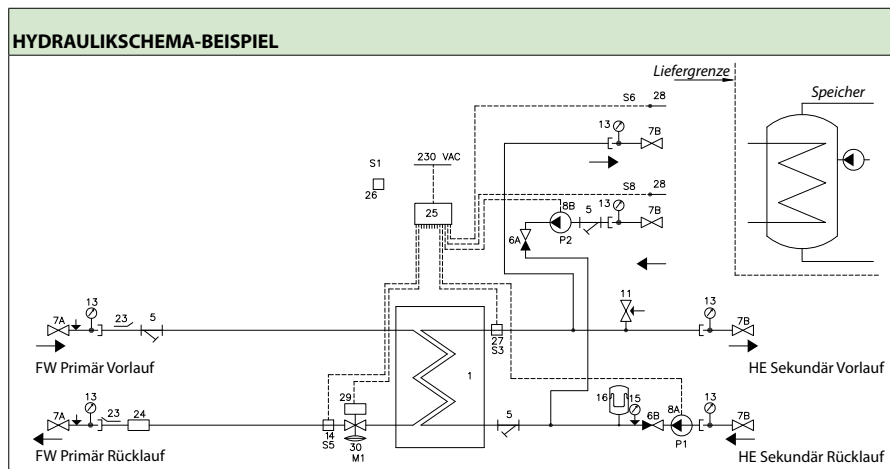 HYDRAULIKSCHEMA-BEISPIEL
Liefergrenze
Speicher
S6 28
13
7B
230 VAC
S1
26
25
S8 28
13
8B 5 7B
6A P2
11
13 13
7A 23 5
27
S3
7B
FW Primär Vorlauf
HE Sekundär Vorlauf
1
29
16 15
13 13
7A 23 24
14
S5
30
M1
5
6B 8A 7B
P1
FW Primär Rücklauf
HE Sekundär Rücklauf